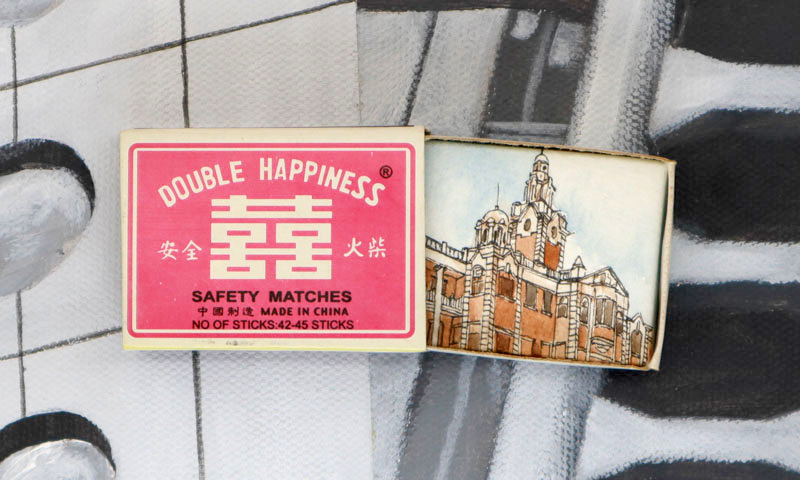 DOUBLE HAPPINESS®
安全 囍 火柴
SAFETY MATCHES
中國制造 MADE IN CHINA
NO OF STICKS:42-45 STICKS